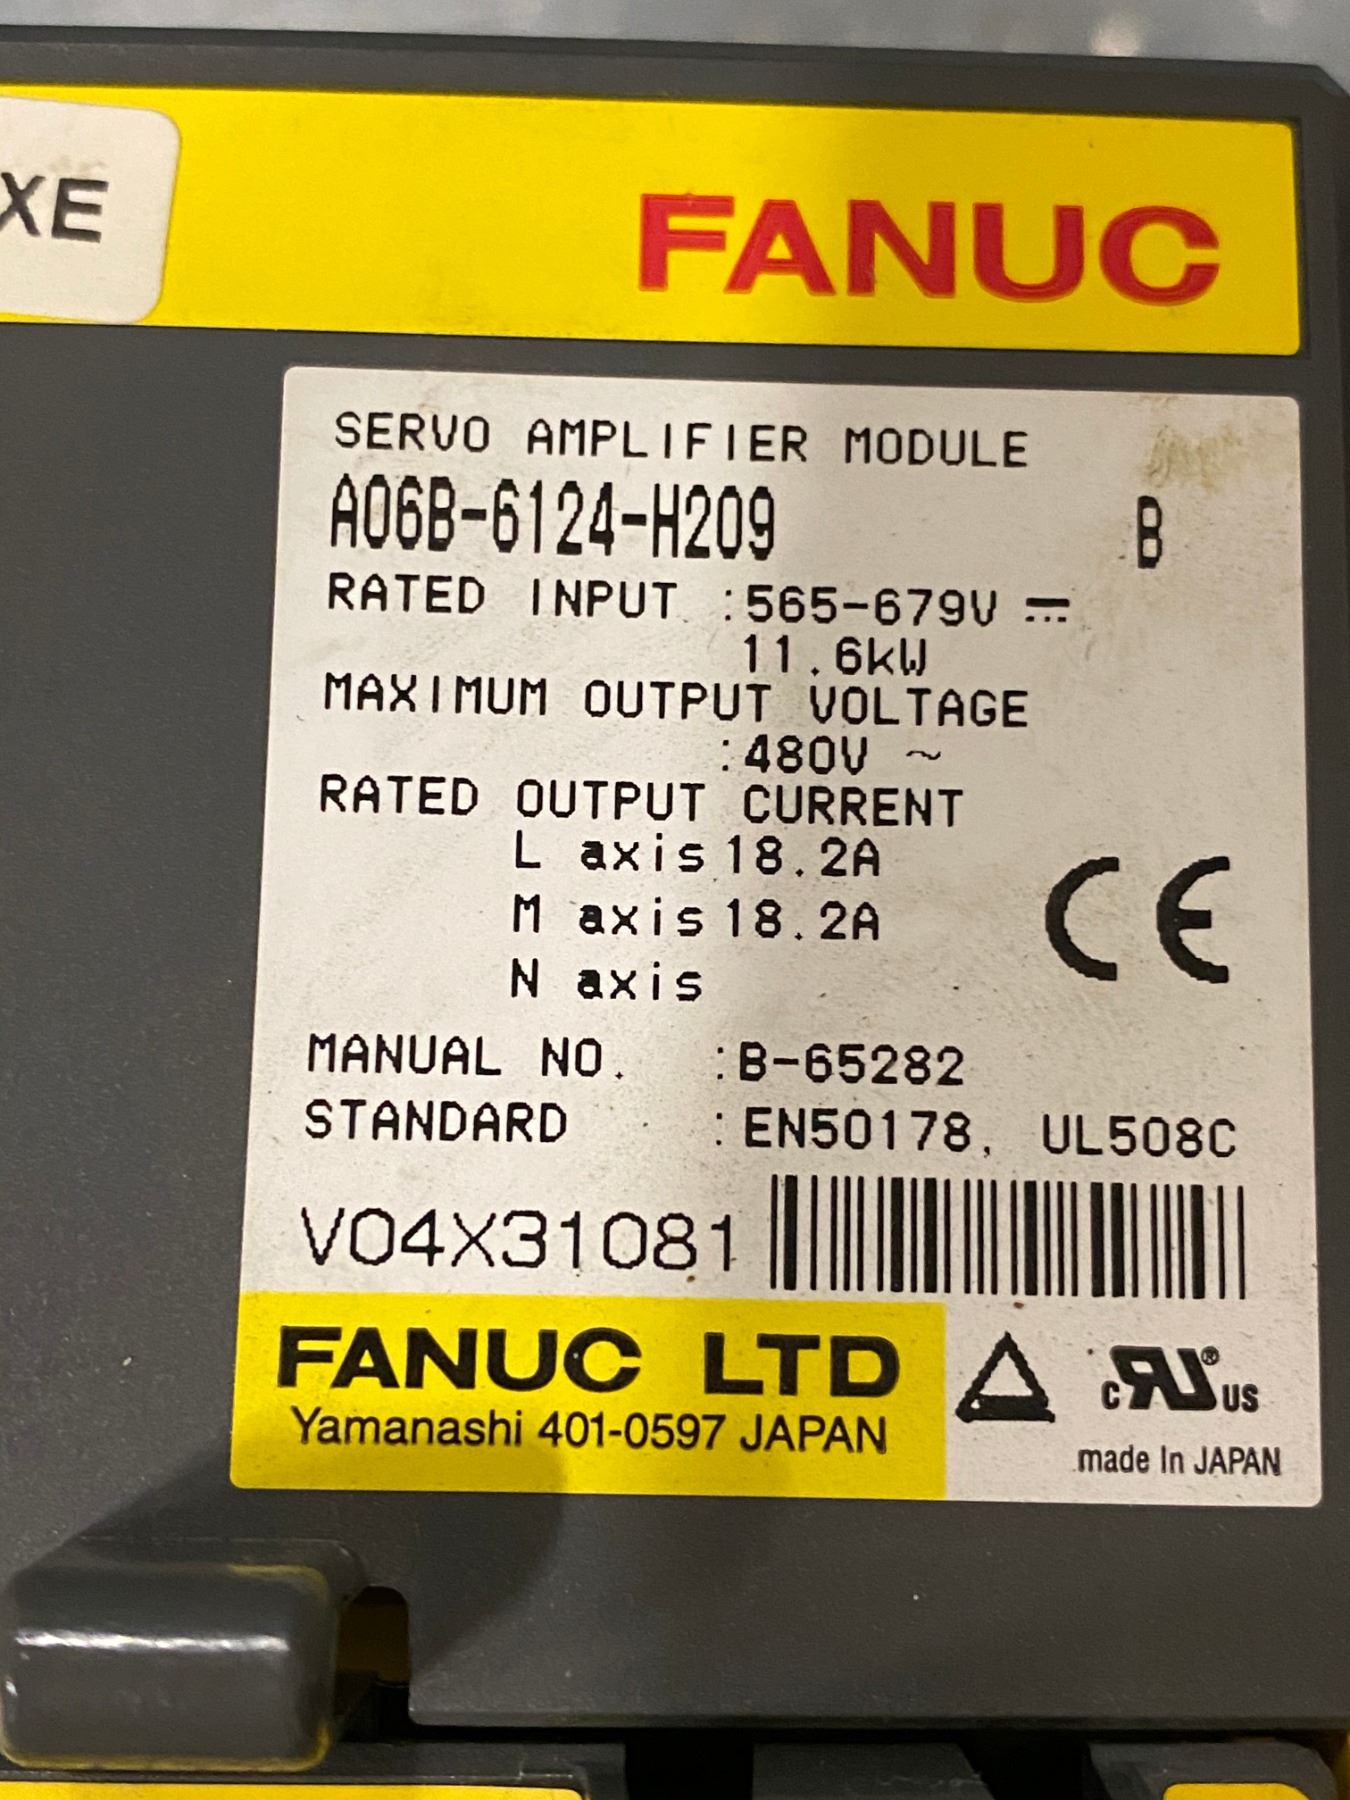 XE
FANUC
SERVO AMPLIFIER MODULE
A06B-6124-H209 B
RATED INPUT :565-679V
11.6kW
MAXIMUM OUTPUT VOLTAGE
:480V ~
RATED OUTPUT CURRENT
L axis 18.2A
M axis 18.2A
N axis
CE
MANUAL NO. :B-65282
STANDARD :EN50178, UL508C
V04X31081
FANUC LTD
Yamanashi 401-0597 JAPAN
c RU ® US
made In JAPAN